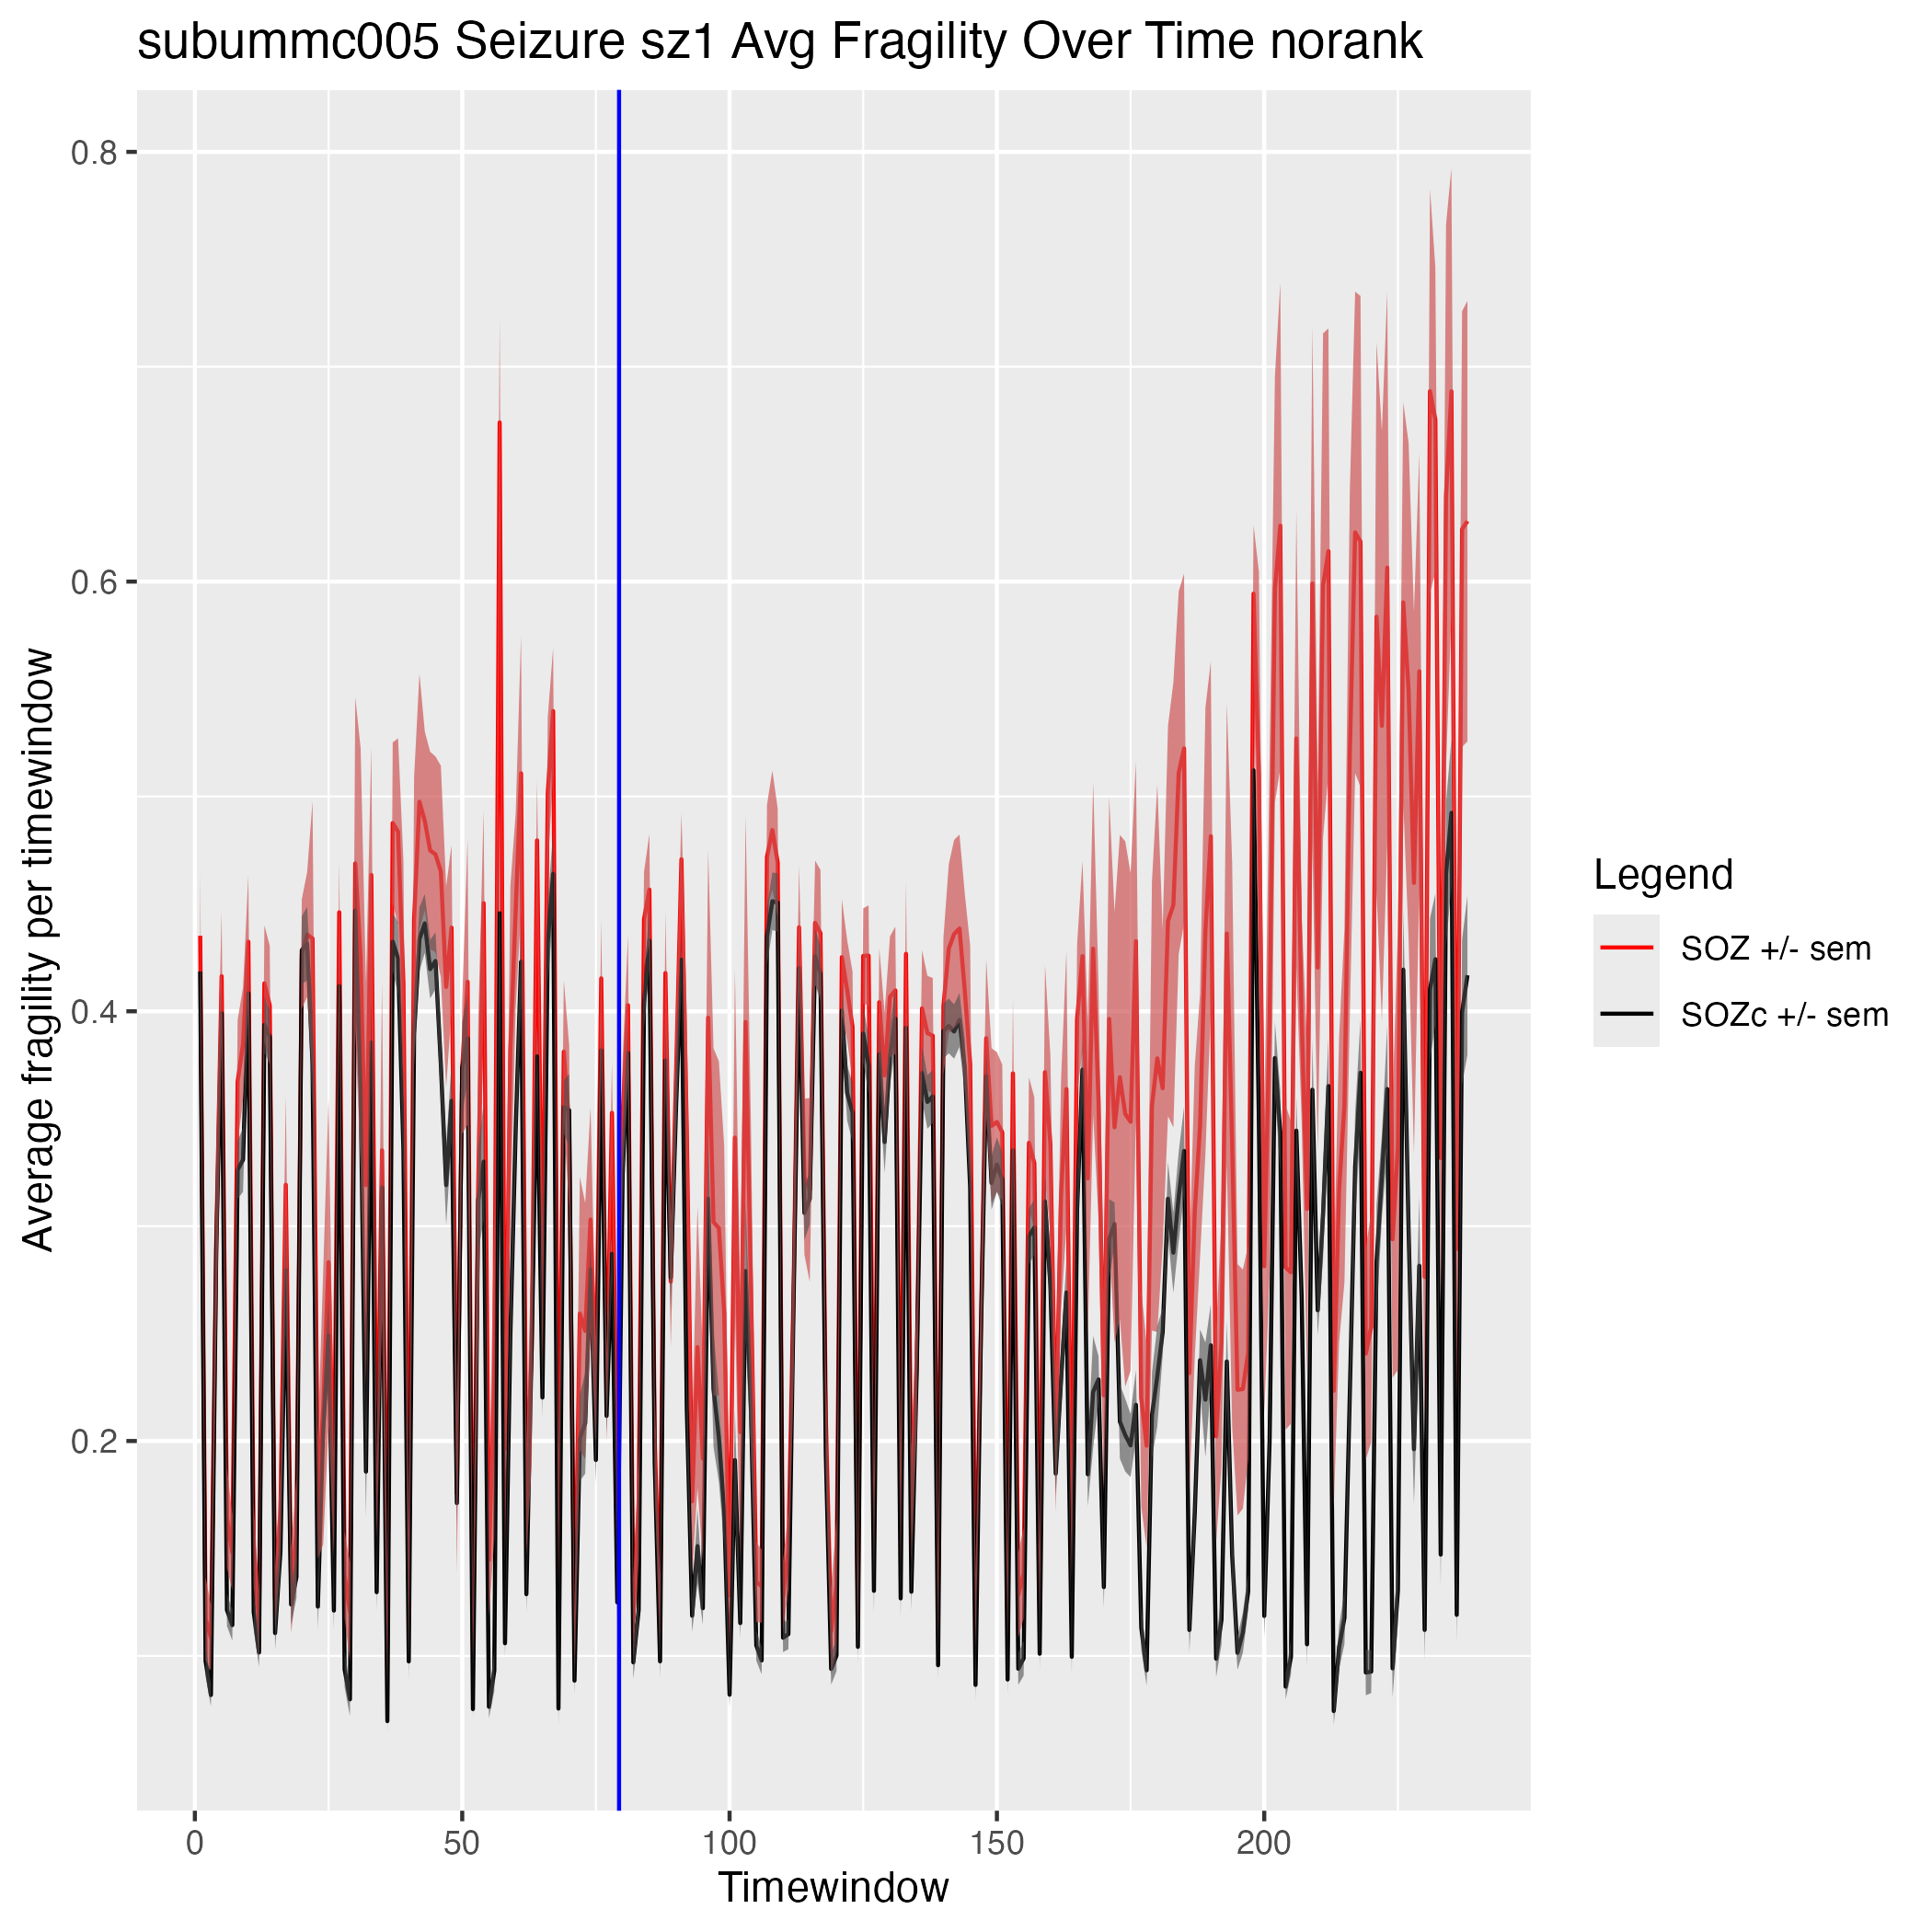 subummc005 Seizure sz1 Avg Fragility Over Time norank
Average fragility per timewindow
0.8
0.6
0.4
0.2
0
50
100
150
200
Timewindow
Legend
SOZ +/- sem
SOZc +/- sem